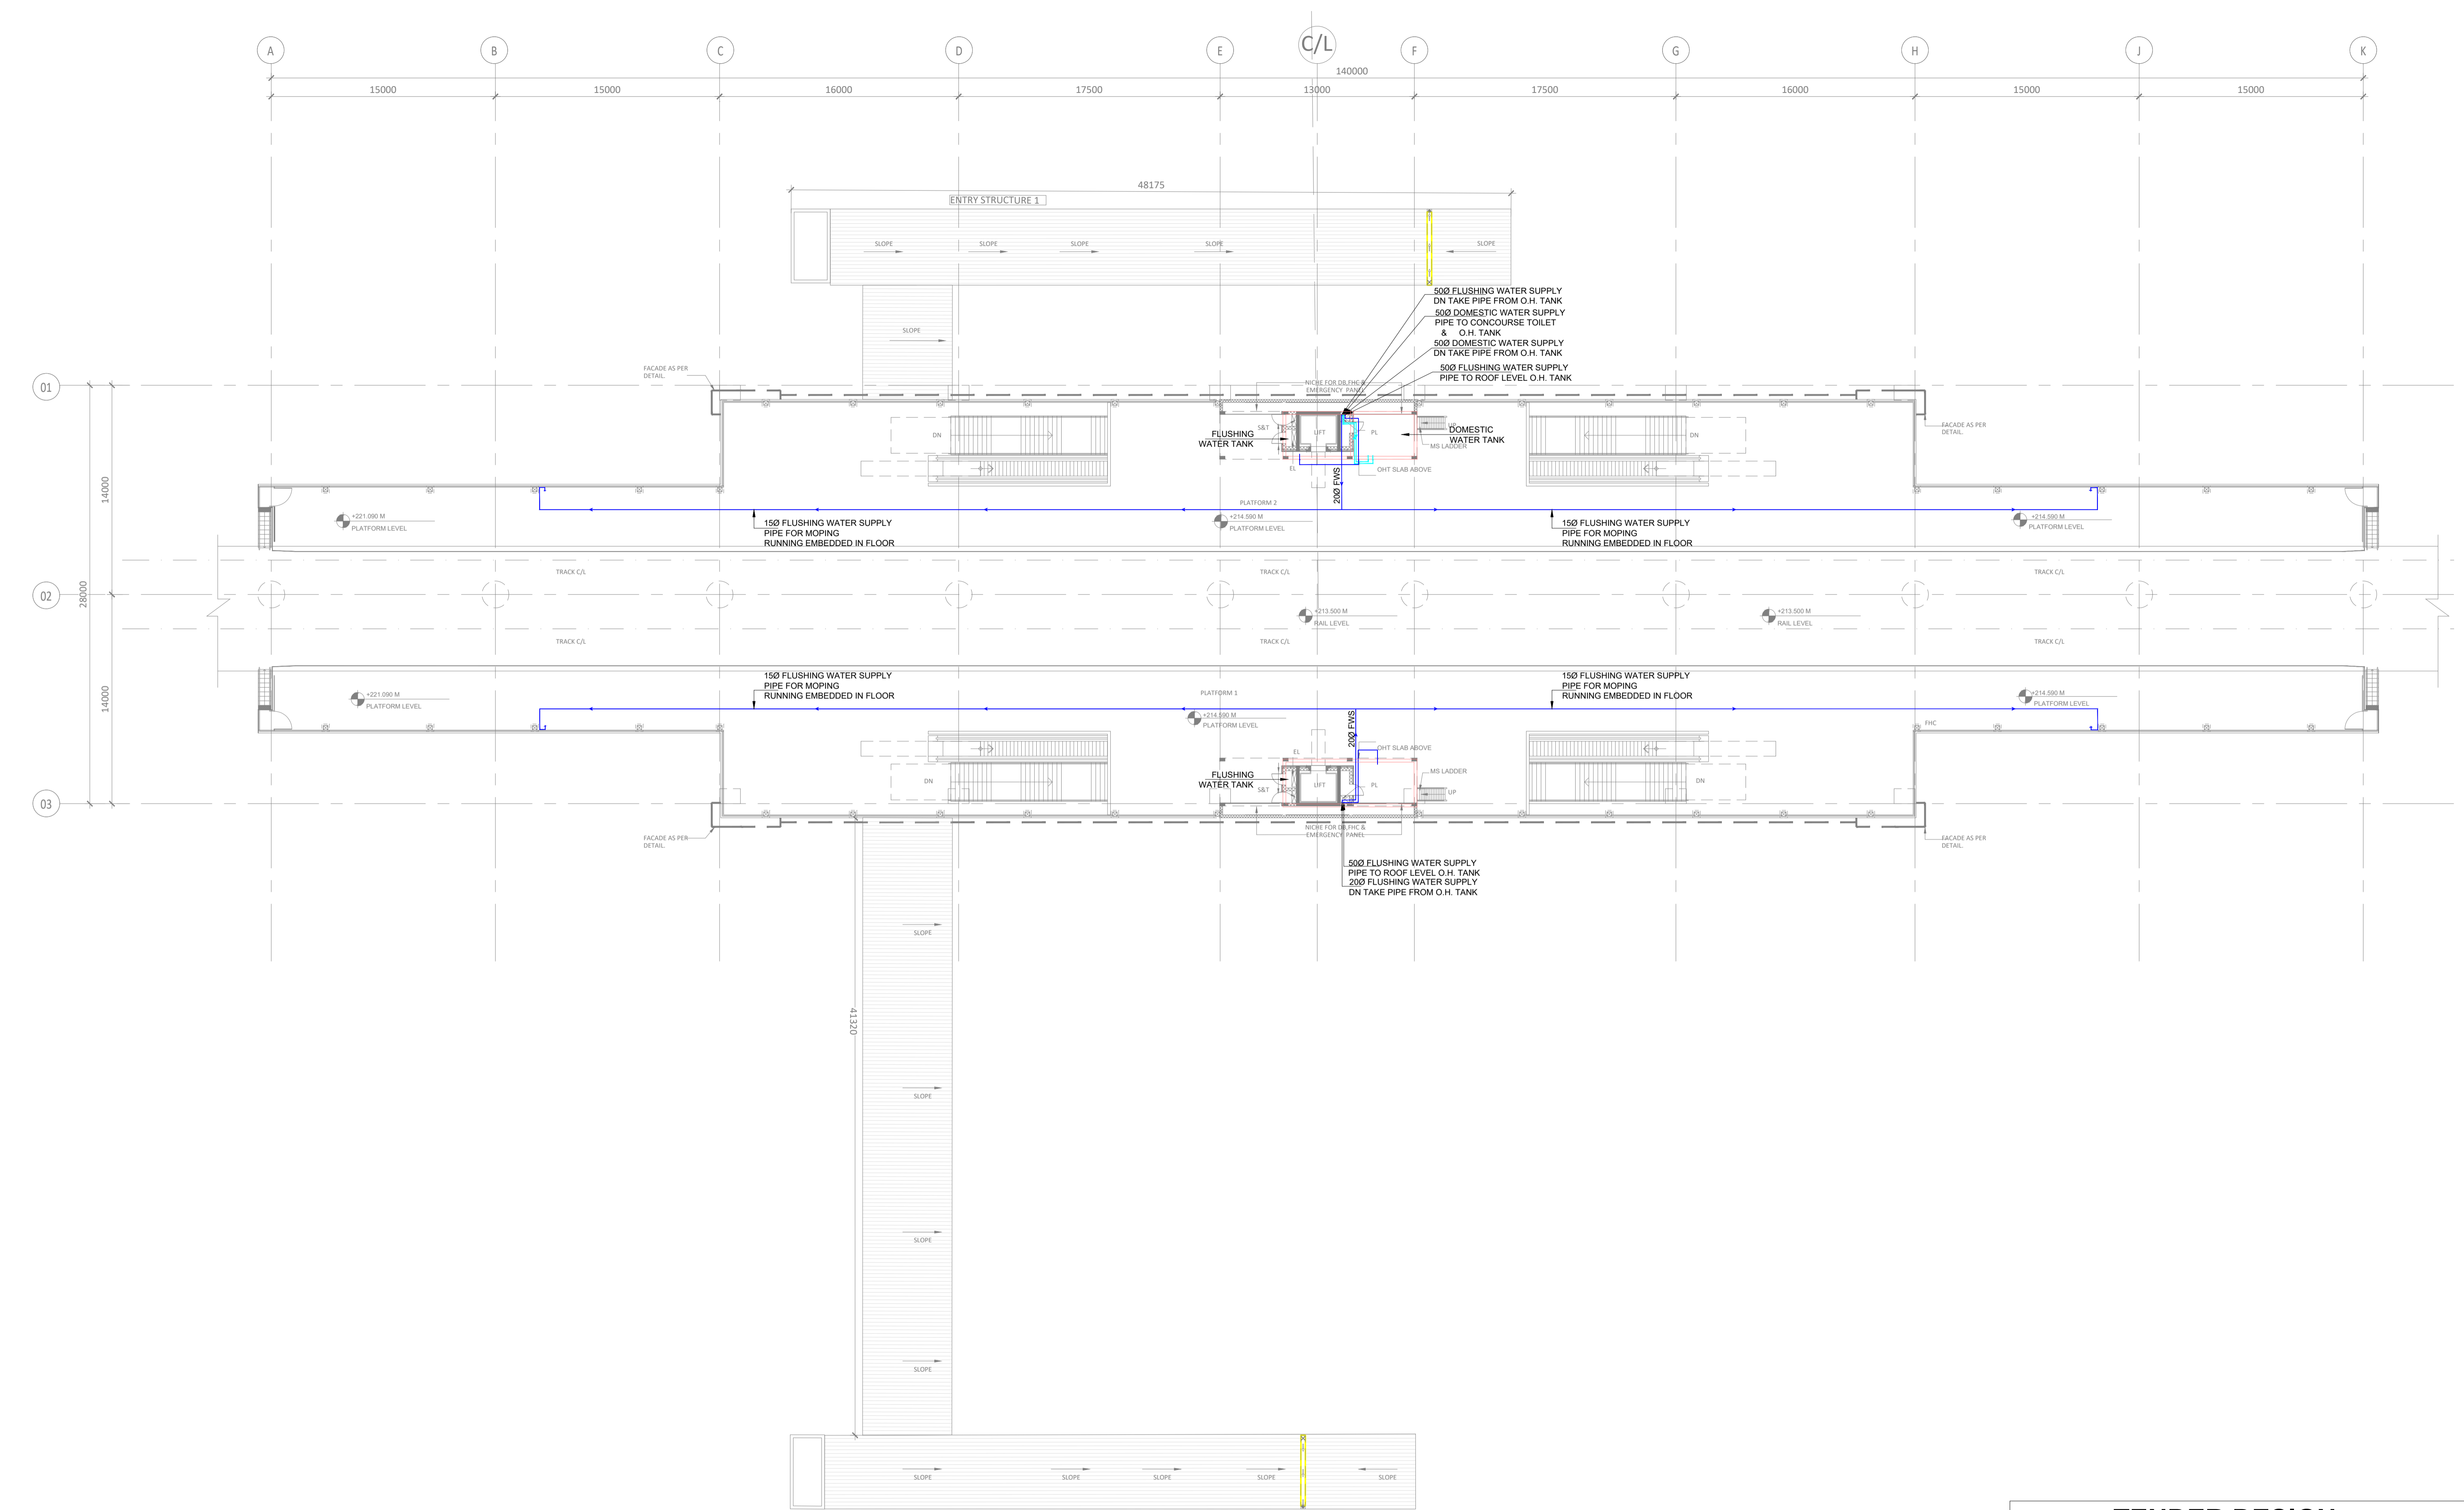 A B C D E C/L F G H J K
140000
15000 15000 16000 17500 13000 17500 16000 15000 15000
48175
ENTRY STRUCTURE 1
SLOPE SLOPE SLOPE SLOPE SLOPE
50Ø FLUSHING WATER SUPPLY
DN TAKE PIPE FROM O.H. TANK
50Ø DOMESTIC WATER SUPPLY
PIPE TO CONCOURSE TOILET
& O.H. TANK
50Ø DOMESTIC WATER SUPPLY
DN TAKE PIPE FROM O.H. TANK
50Ø FLUSHING WATER SUPPLY
PIPE TO ROOF LEVEL O.H. TANK
SLOPE
01
FACADE AS PER
DETAIL.
NICHE FOR DB,FHC &
EMERGENCY PANEL
FACADE AS PER
DETAIL.
DN
FLUSHING
WATER TANK
S&T
LIFT
PL
UP
DOMESTIC
WATER TANK
MS LADDER
DN
EL
OHT SLAB ABOVE
20Ø FWS
14000
PLATFORM 2
+221.090 M
PLATFORM LEVEL
15Ø FLUSHING WATER SUPPLY
PIPE FOR MOPING
RUNNING EMBEDDED IN FLOOR
+214.590 M
PLATFORM LEVEL
15Ø FLUSHING WATER SUPPLY
PIPE FOR MOPING
RUNNING EMBEDDED IN FLOOR
+214.590 M
PLATFORM LEVEL
TRACK C/L TRACK C/L TRACK C/L
02
28000
+213.500 M
RAIL LEVEL
+213.500 M
RAIL LEVEL
TRACK C/L TRACK C/L TRACK C/L
14000
+221.090 M
PLATFORM LEVEL
15Ø FLUSHING WATER SUPPLY
PIPE FOR MOPING
RUNNING EMBEDDED IN FLOOR
PLATFORM 1
+214.590 M
PLATFORM LEVEL
15Ø FLUSHING WATER SUPPLY
PIPE FOR MOPING
RUNNING EMBEDDED IN FLOOR
+214.590 M
PLATFORM LEVEL
20Ø FWS
FHC
EL
OHT SLAB ABOVE
DN
FLUSHING
WATER TANK
S&T
LIFT
PL
MS LADDER
UP
DN
03
FACADE AS PER
DETAIL.
NICHE FOR DB,FHC &
EMERGENCY PANEL
FACADE AS PER
DETAIL.
50Ø FLUSHING WATER SUPPLY
PIPE TO ROOF LEVEL O.H. TANK
20Ø FLUSHING WATER SUPPLY
DN TAKE PIPE FROM O.H. TANK
SLOPE
41320
SLOPE
SLOPE
SLOPE
SLOPE SLOPE SLOPE SLOPE SLOPE
TENDER DESIGN